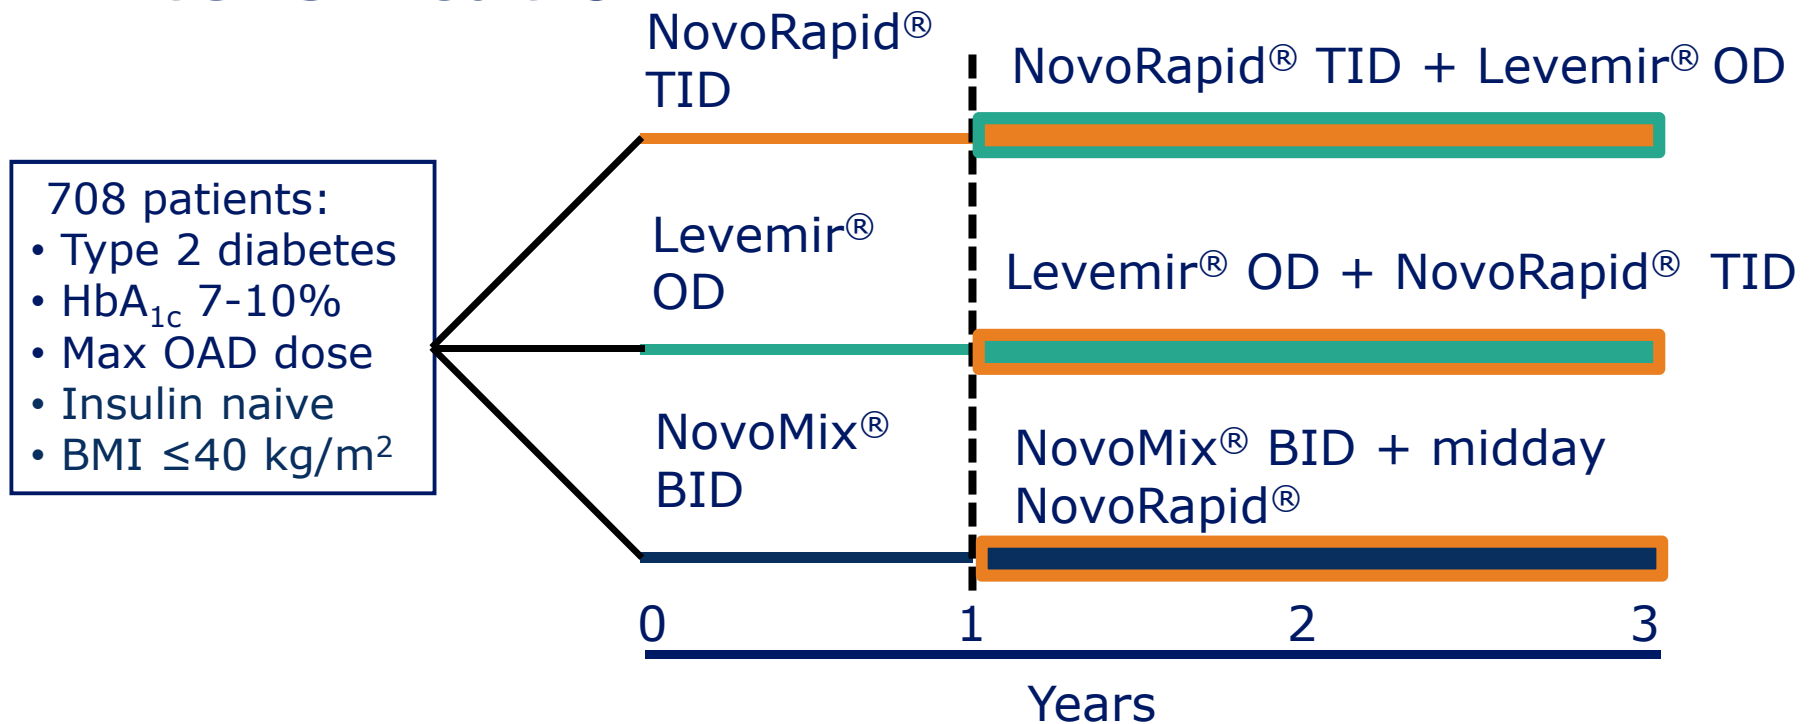 708 patients:
• Type 2 diabetes
• HbA1c 7-10%
• Max OAD dose
• Insulin naive
• BMI ≤40 kg/m²
NovoRapid®
TID
NovoRapid® TID + Levemir® OD
Levemir®
OD
Levemir® OD + NovoRapid® TID
NovoMix®
BID
NovoMix® BID + midday
NovoRapid®
0 1 2 3
Years